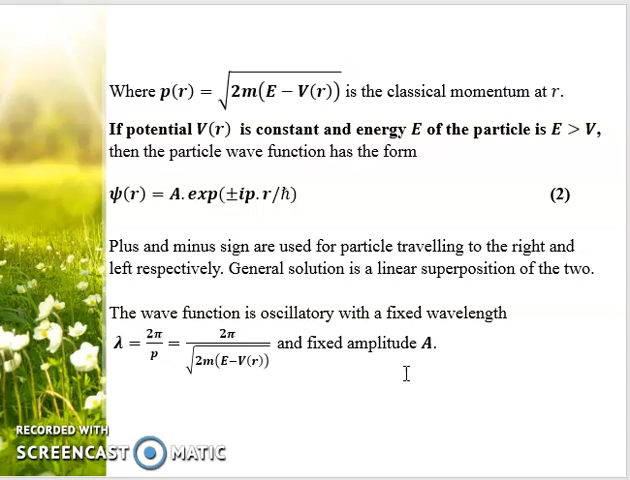 Where p(r) = √2m(E − V(r)) is the classical momentum at r.
If potential V(r) is constant and energy E of the particle is E > V,
then the particle wave function has the form
ψ(r) = A.exp(±ip.r/ħ) (2)
Plus and minus sign are used for particle travelling to the right and
left respectively. General solution is a linear superposition of the two.
The wave function is oscillatory with a fixed wavelength
λ = 2π/p = 2π/√2m(E−V(r)) and fixed amplitude A.
RECORDED WITH
SCREENCAST MATIC